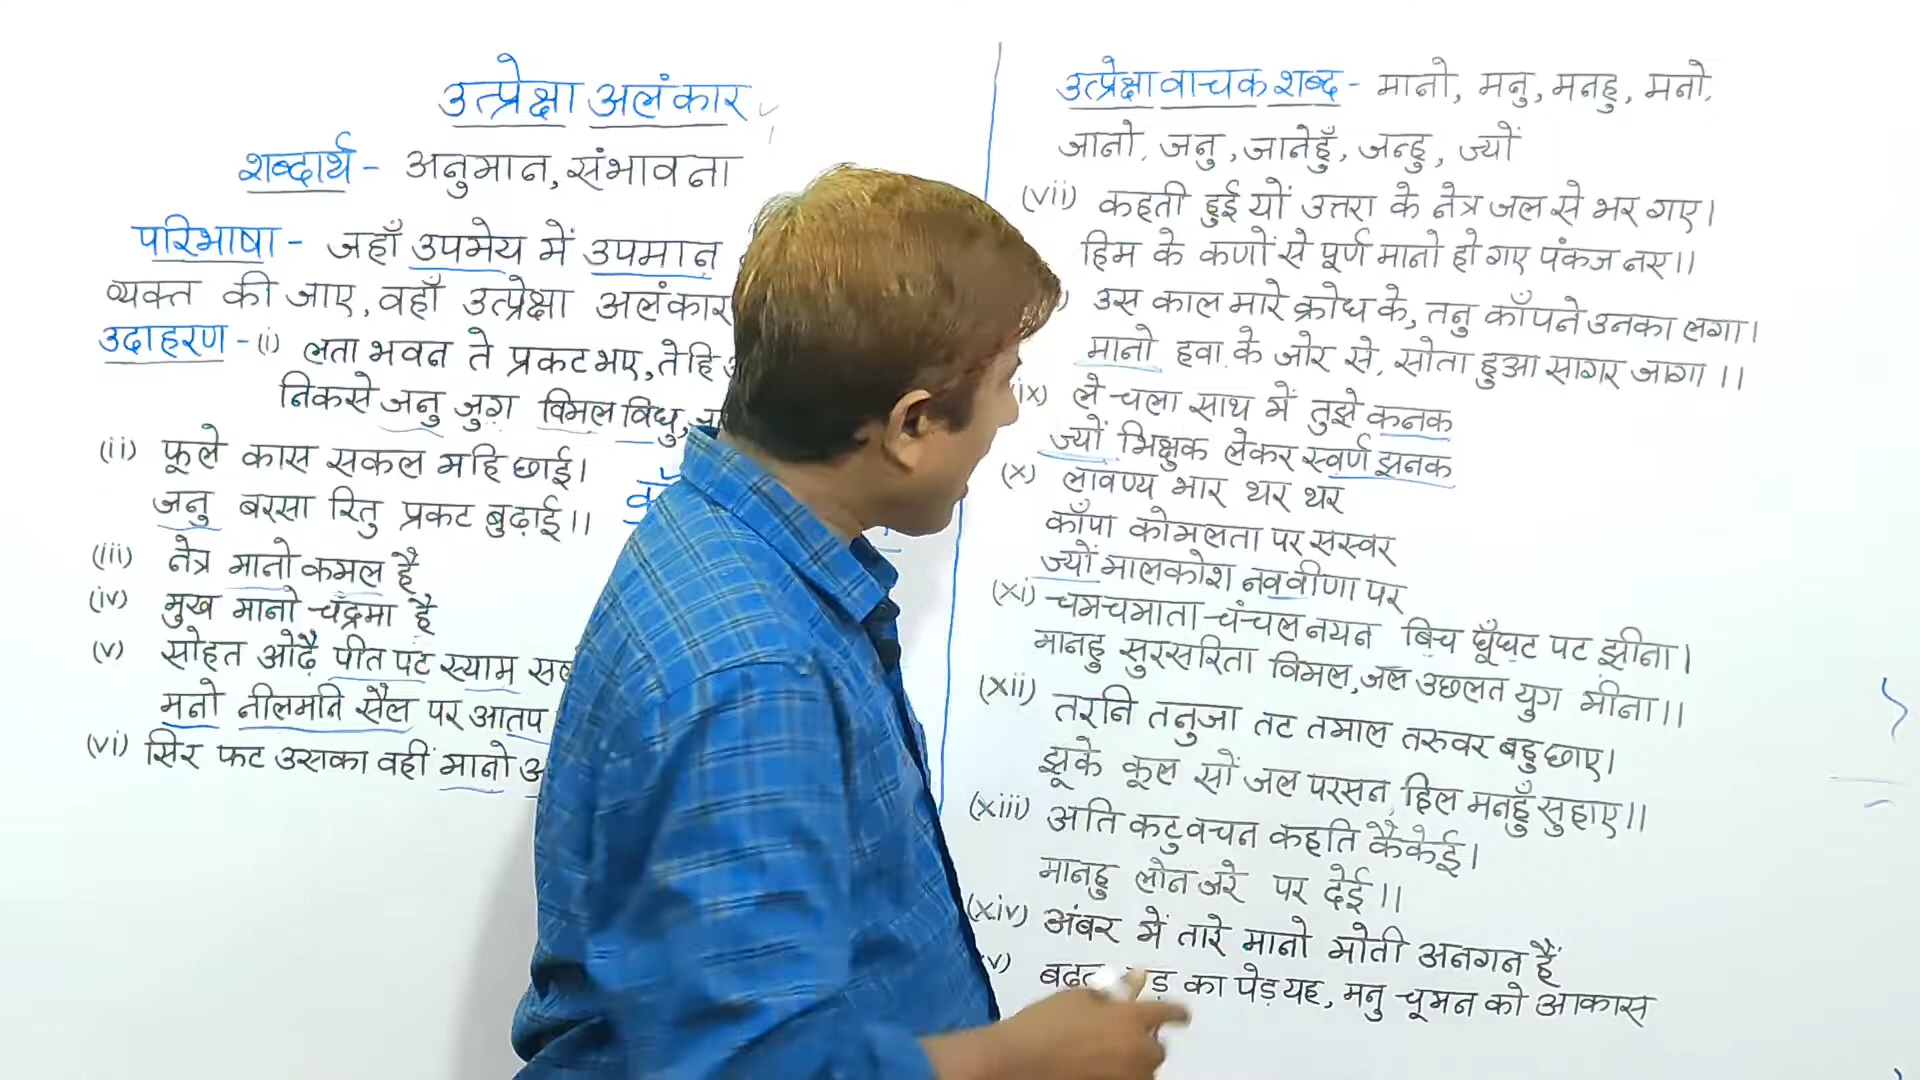 उत्प्रेक्षा अलंकार
शब्दार्थ - अनुमान, संभावना
परिभाषा - जहाँ उपमेय में उपमान
व्यक्त की जाए, वहाँ उत्प्रेक्षा अलंकार
उदाहरण - (i) लता भवन ते प्रकट भए, तेहि
निकसे जनु जुग विमल विधु,
(ii) फूले कास सकल महि छाई।
जनु बरसा रितु प्रकट बुढ़ाई।।
(iii) नेत्र मानो कमल है
(iv) मुख मानो चंद्रमा है
(v) सोहत ओढ़ै पीत पट स्याम
मनो नीलमनि सैल पर आतप
(vi) सिर फट उसका वहीं मानो
उत्प्रेक्षा वाचक शब्द - मानो, मनु, मनहु, मनो,
जानो, जनु, जानेहुँ, जन्हु, ज्यों
(vii) कहती हुई यों उत्तरा के नेत्र जल से भर गए।
हिम के कणों से पूर्ण मानो हो गए पंकज नए।।
उस काल मारे क्रोध के, तनु काँपने उनका लगा।
मानो हवा के जोर से, सोता हुआ सागर जागा।।
ix) ले चला साथ में तुझे कनक
ज्यों भिक्षुक लेकर स्वर्ण झनक
(x) लावण्य भार थर थर
काँपा कोमलता पर सस्वर
ज्यों मालकोश नव वीणा पर
(xi) चमचमाता चंचल नयन बिच घूँघट पट झीना।
मानहु सुरसरिता विमल, जल उछलत युग मीना।।
(xii) तरनि तनुजा तट तमाल तरुवर बहु छाए।
झूके कूल सों जल परसन हिल मनहुँ सुहाए।।
(xiii) अति कटु वचन कहति कैकेई।
मानहु लोन जरे पर देई।।
(xiv) अंबर में तारे मानो मोती अनगन हैं
v) का पेड़ यह, मनु चूमन को आकास